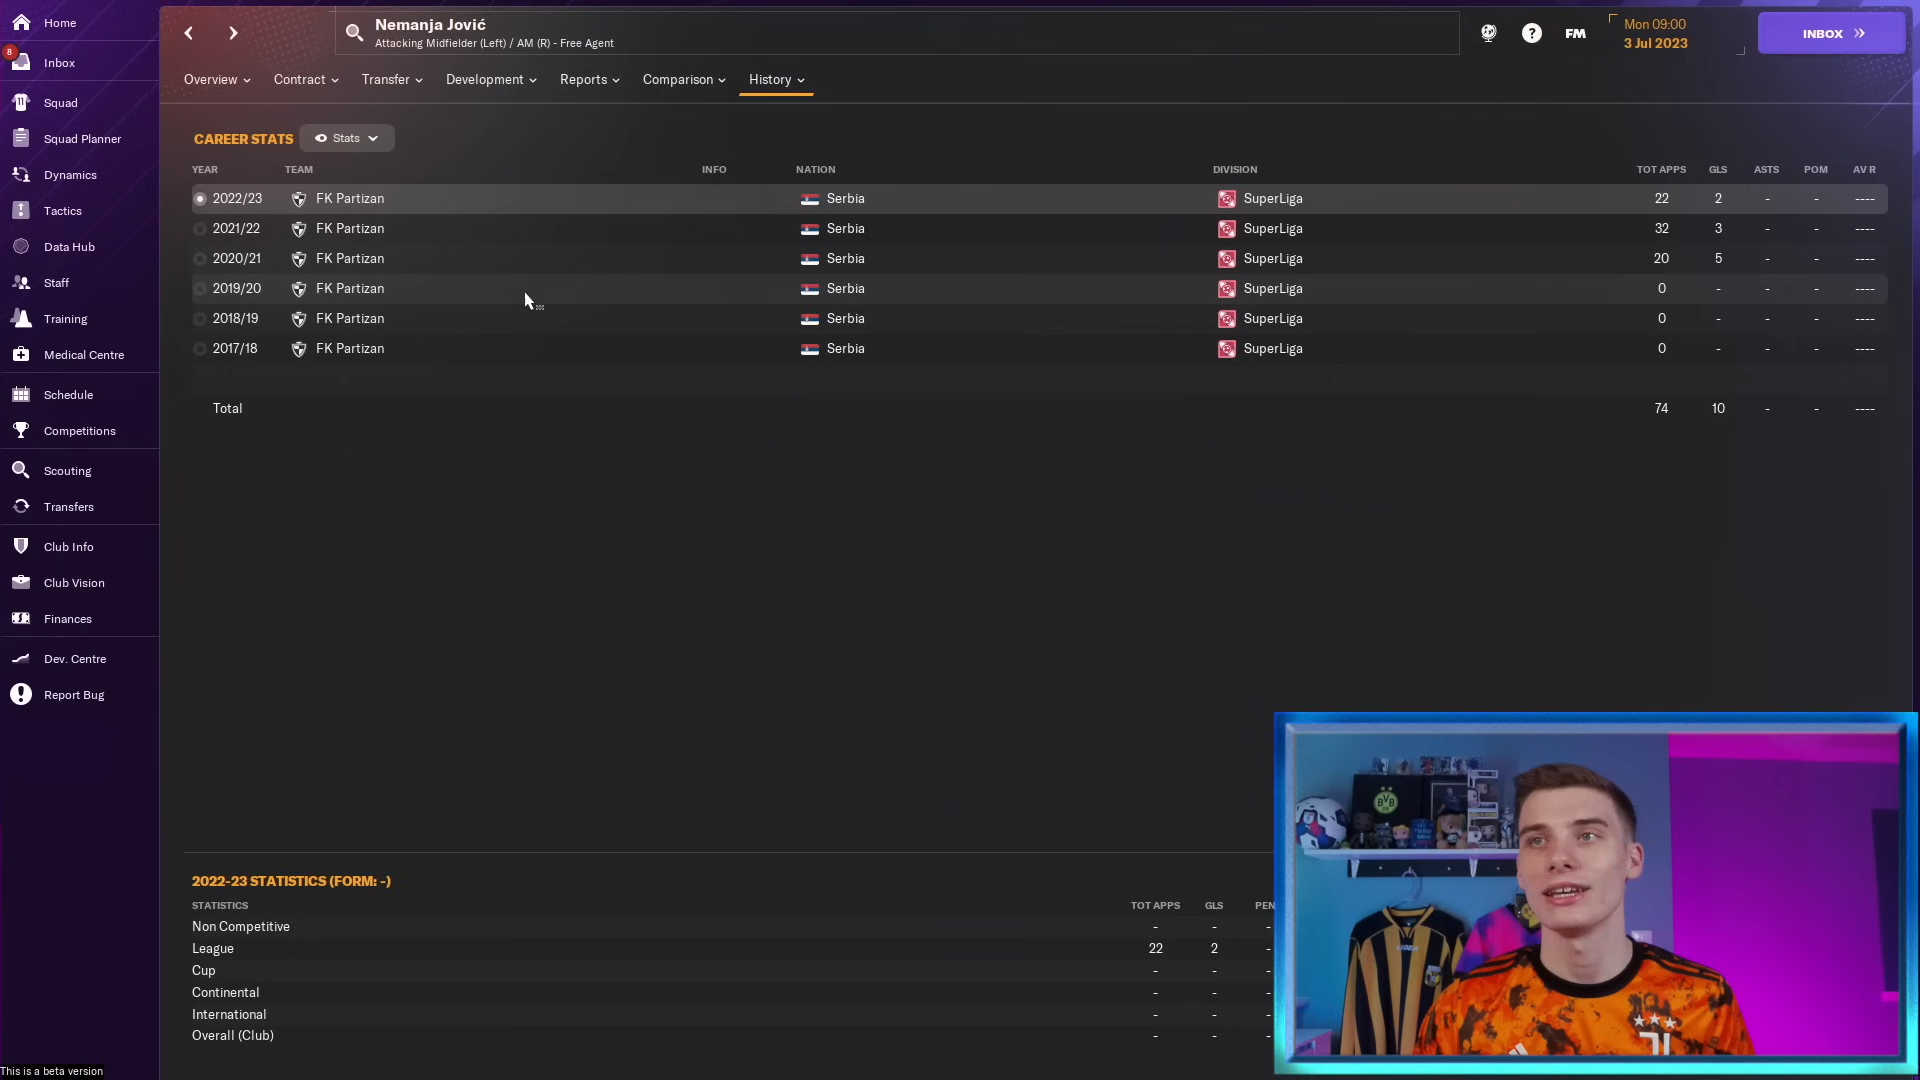 Home
8
Inbox
Squad
Squad Planner
Dynamics
Tactics
Data Hub
Staff
Training
Medical Centre
Schedule
Competitions
Scouting
Transfers
Club Info
Club Vision
Finances
Dev. Centre
Report Bug
This is a beta version
Nemanja Jović
Attacking Midfielder (Left) / AM (R) - Free Agent
FM
Mon 09:00
3 Jul 2023
INBOX
Overview Contract Transfer Development Reports Comparison History
CAREER STATS Stats
YEAR TEAM INFO NATION DIVISION TOT APPS GLS ASTS POM AV R
2022/23 FK Partizan Serbia SuperLiga 22 2 - - ----
2021/22 FK Partizan Serbia SuperLiga 32 3 - - ----
2020/21 FK Partizan Serbia SuperLiga 20 5 - - ----
2019/20 FK Partizan Serbia SuperLiga 0 - - - ----
2018/19 FK Partizan Serbia SuperLiga 0 - - - ----
2017/18 FK Partizan Serbia SuperLiga 0 - - - ----
Total 74 10 - - ----
2022-23 STATISTICS (FORM: -)
STATISTICS TOT APPS GLS PEN
Non Competitive - - -
League 22 2 -
Cup - - -
Continental - - -
International - - -
Overall (Club) - - -
BVB